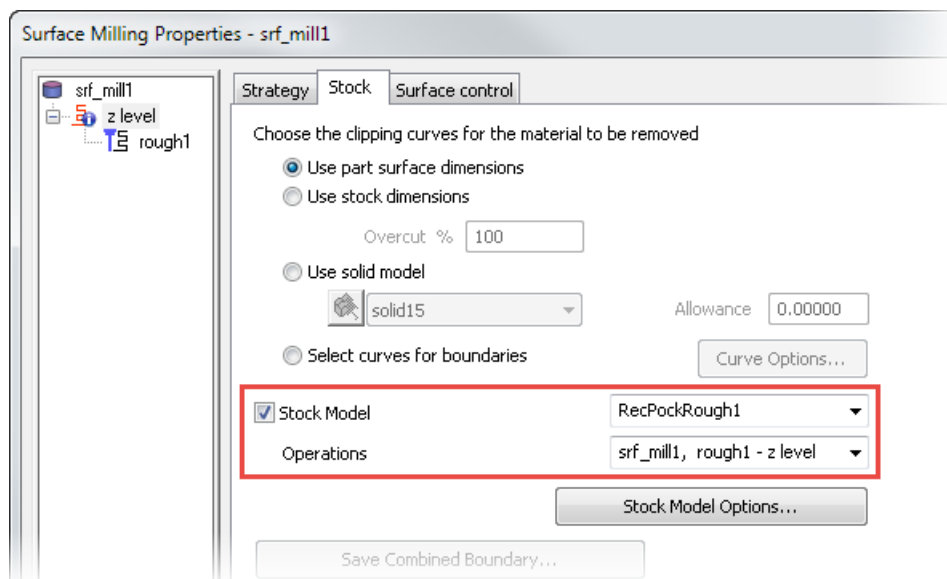 Surface Milling Properties - srf_mill1
srf_mill1
z level
rough1
Strategy Stock Surface control
Choose the clipping curves for the material to be removed
Use part surface dimensions
Use stock dimensions
Overcut % 100
Use solid model
solid15 Allowance 0.00000
Select curves for boundaries Curve Options...
Stock Model RecPockRough1
Operations srf_mill1, rough1 - z level
Stock Model Options...
Save Combined Boundary...